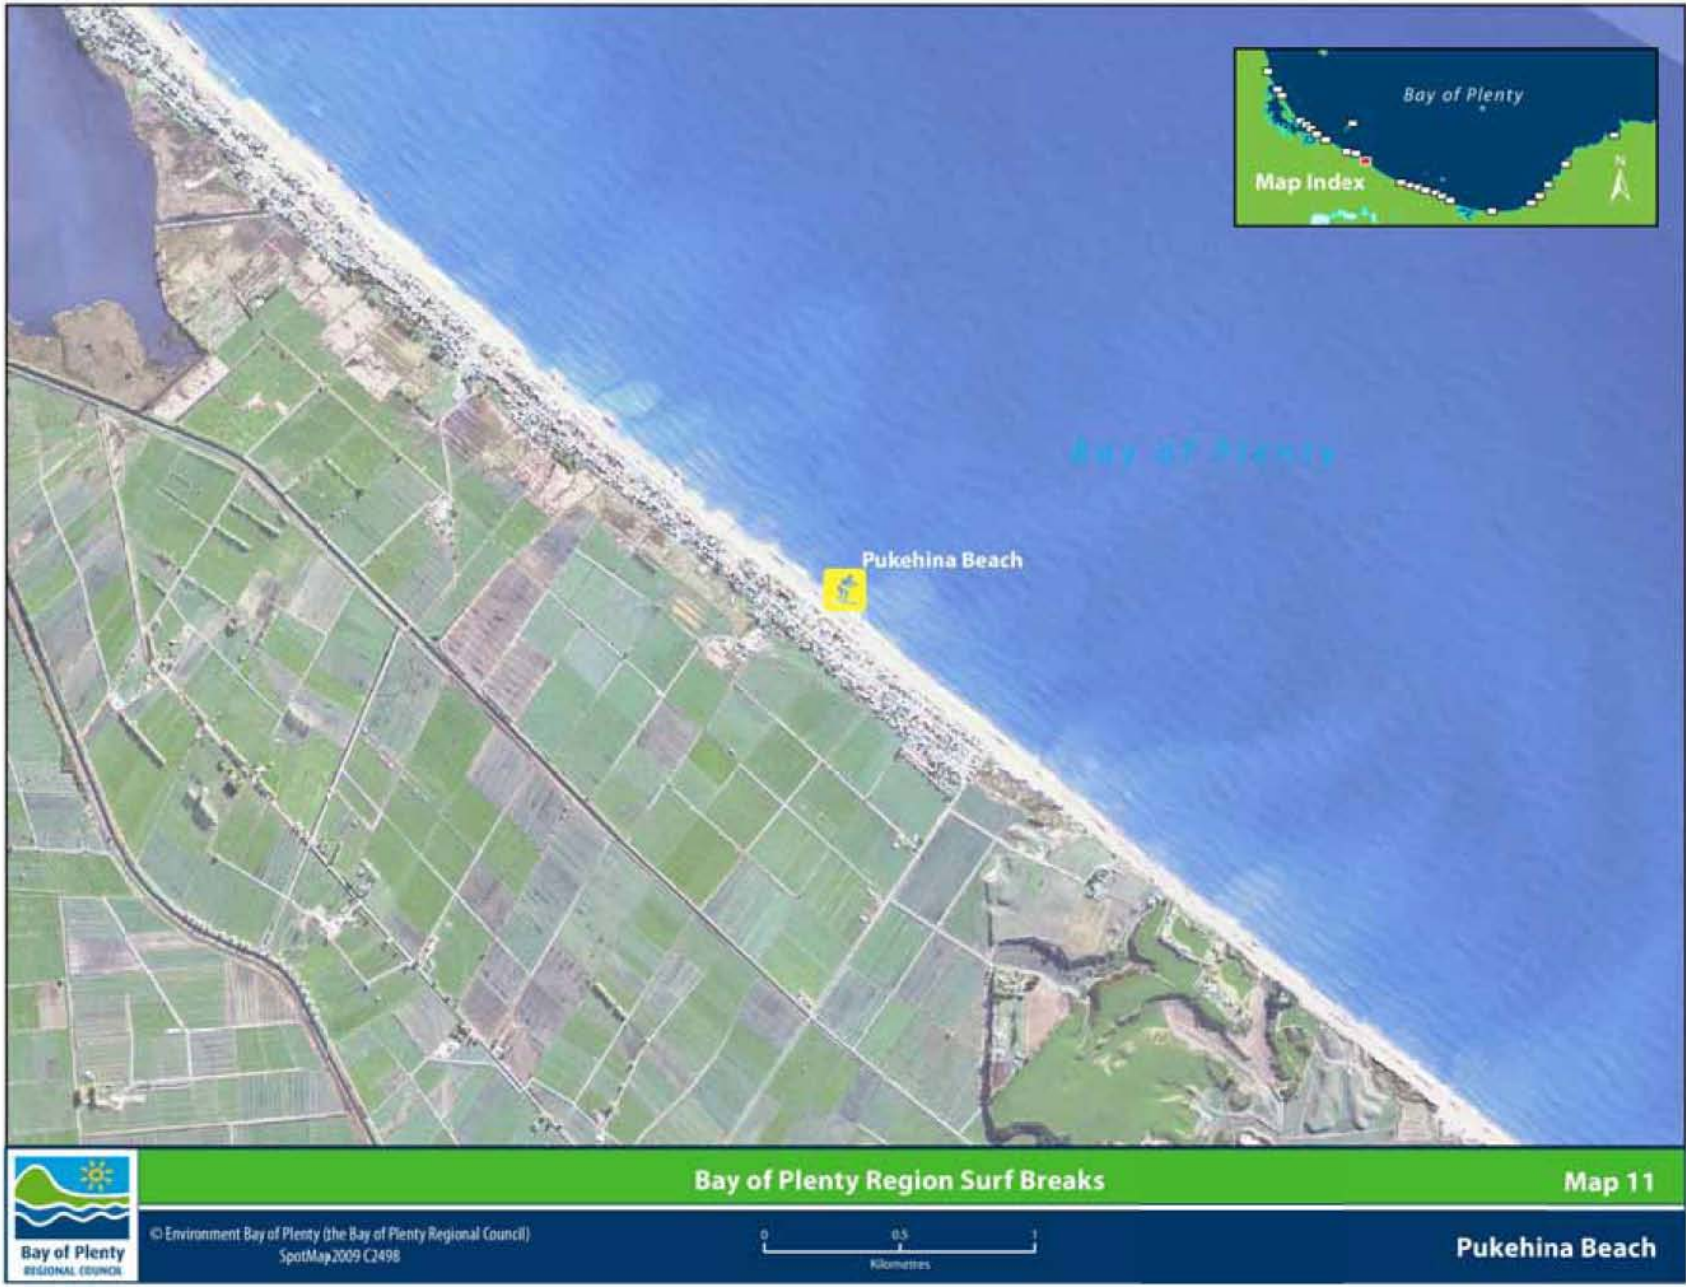 Bay of Plenty
Map Index
N
Bay of Plenty
Pukehina Beach
Bay of Plenty Region Surf Breaks
Map 11
Bay of Plenty
REGIONAL COUNCIL
© Environment Bay of Plenty (the Bay of Plenty Regional Council)
SpotMap2009 C2498
0 0.5 1
Kilometres
Pukehina Beach